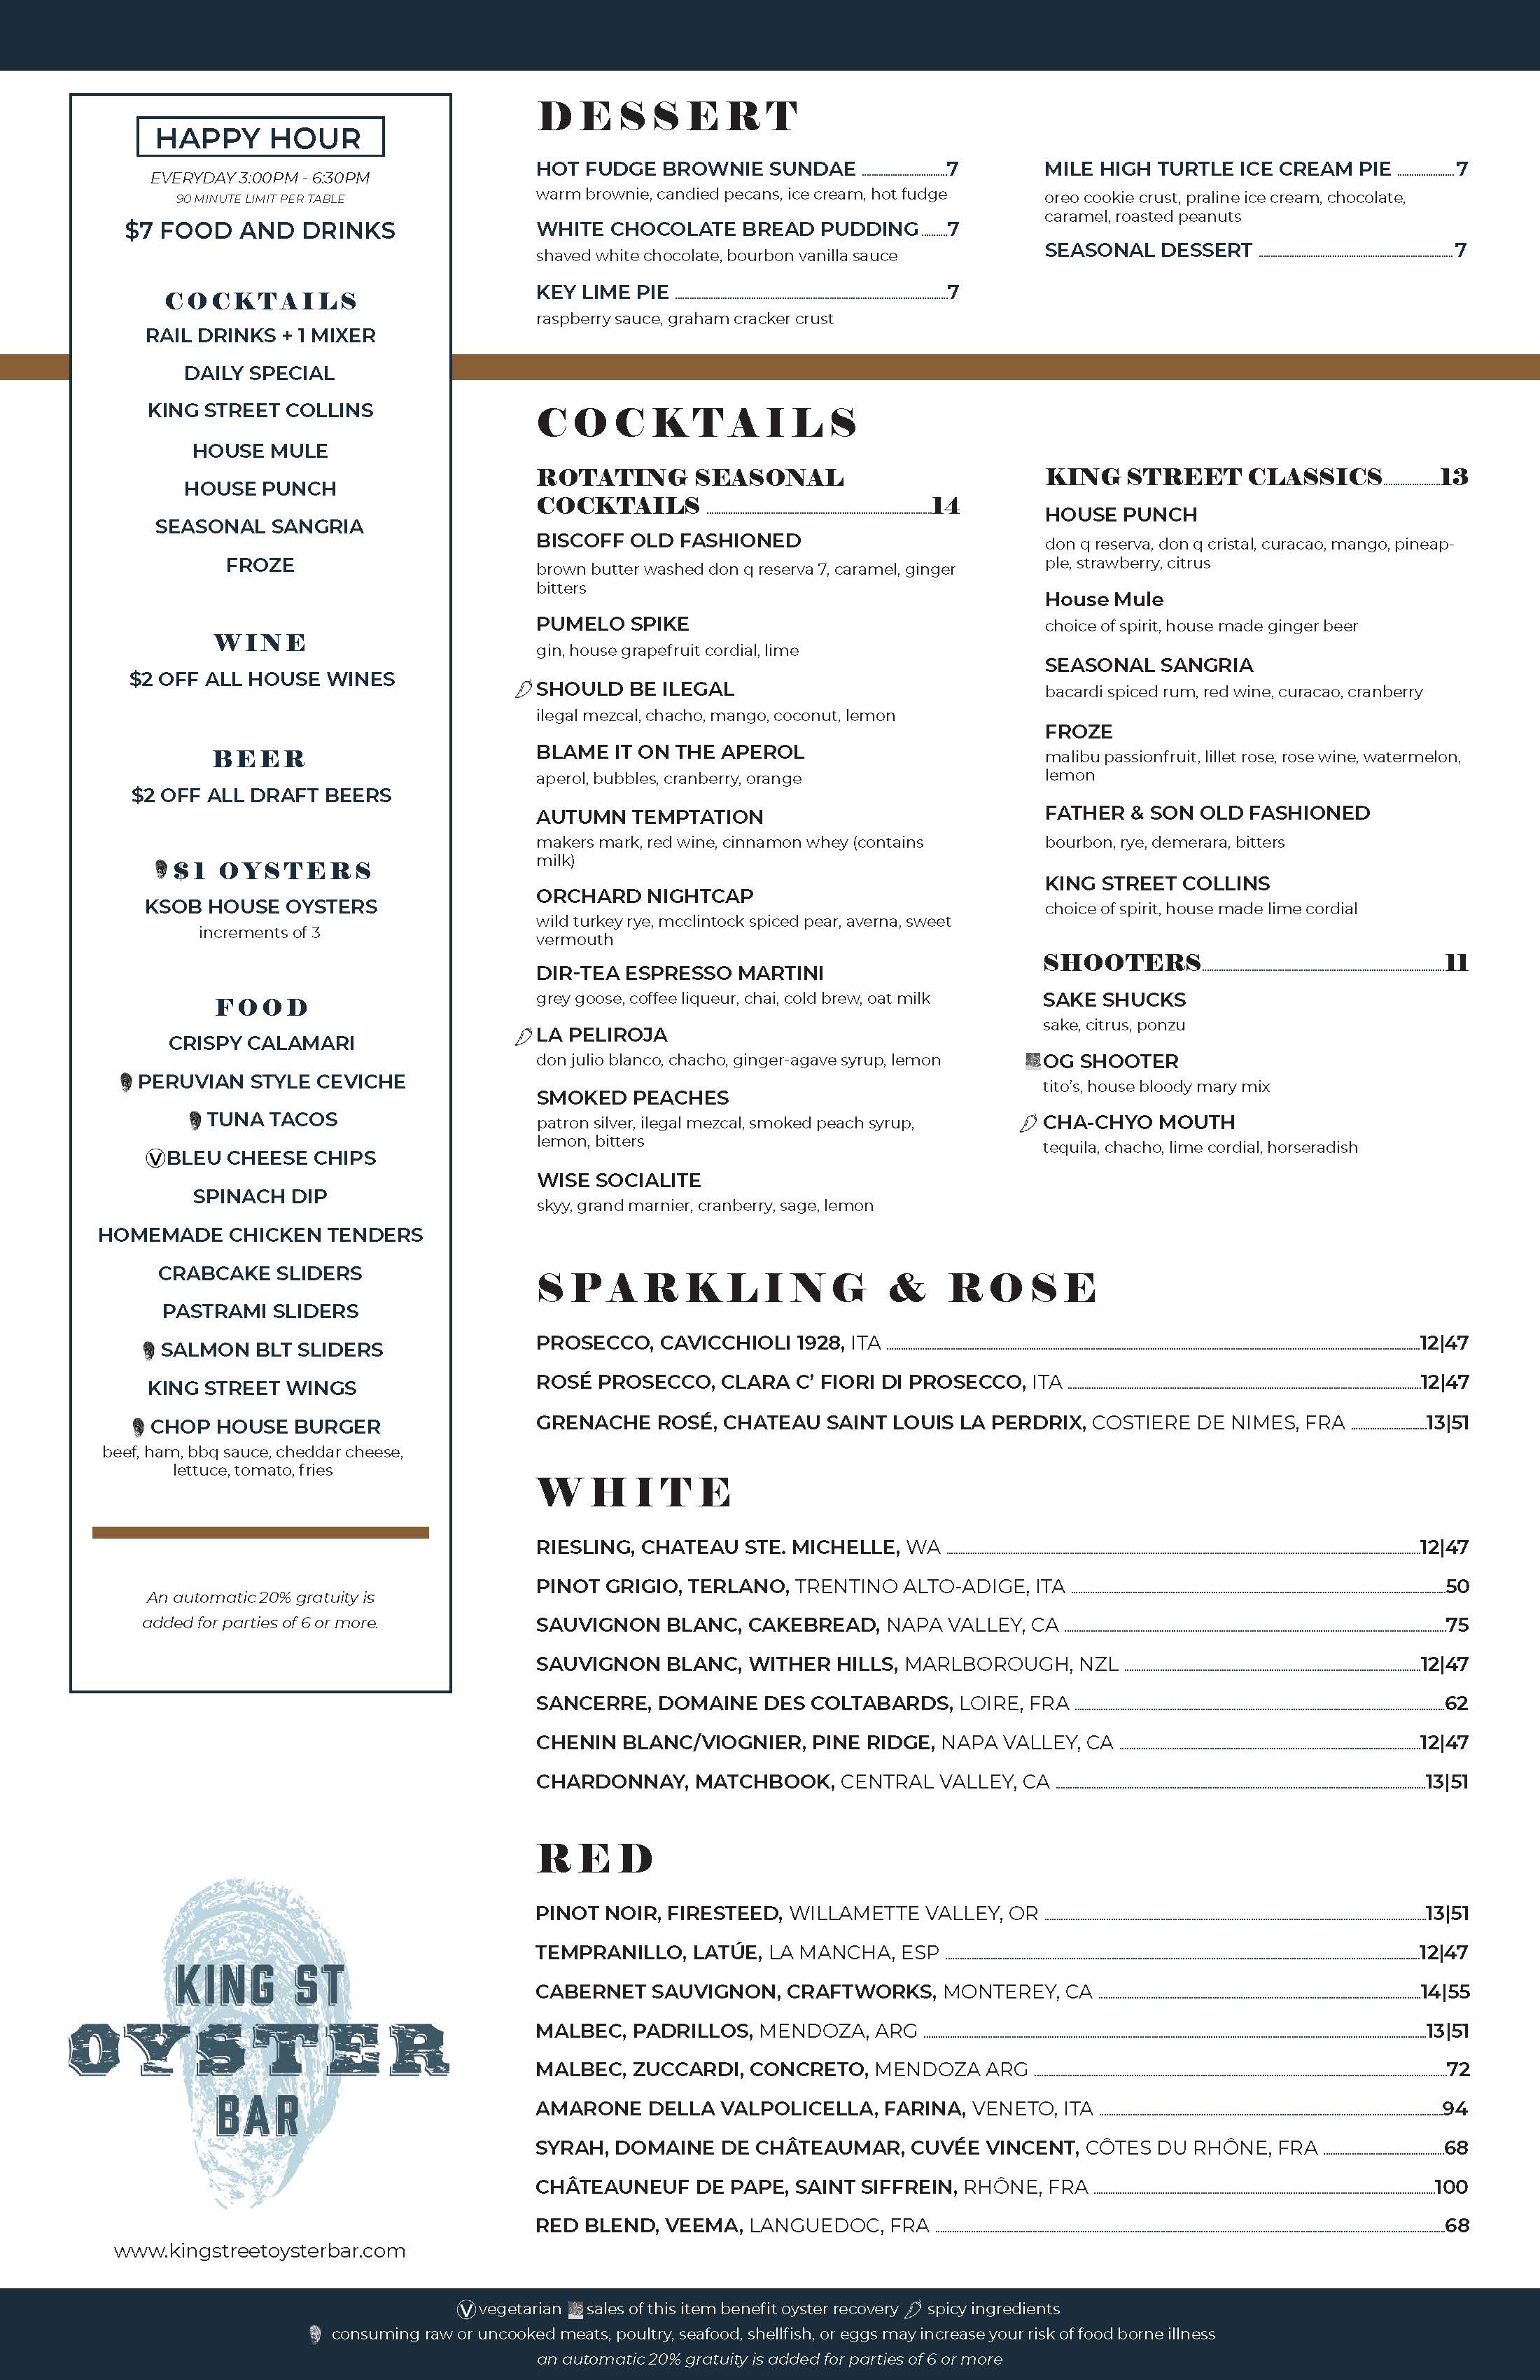 HAPPY HOUR
EVERYDAY 3:00PM - 6:30PM
90 MINUTE LIMIT PER TABLE
$7 FOOD AND DRINKS
COCKTAILS
RAIL DRINKS + 1 MIXER
DAILY SPECIAL
KING STREET COLLINS
HOUSE MULE
HOUSE PUNCH
SEASONAL SANGRIA
FROZE
WINE
$2 OFF ALL HOUSE WINES
BEER
$2 OFF ALL DRAFT BEERS
$1 OYSTERS
KSOB HOUSE OYSTERS
increments of 3
FOOD
CRISPY CALAMARI
PERUVIAN STYLE CEVICHE
TUNA TACOS
Ⓥ BLEU CHEESE CHIPS
SPINACH DIP
HOMEMADE CHICKEN TENDERS
CRABCAKE SLIDERS
PASTRAMI SLIDERS
SALMON BLT SLIDERS
KING STREET WINGS
CHOP HOUSE BURGER
beef, ham, bbq sauce, cheddar cheese,
lettuce, tomato, fries
An automatic 20% gratuity is
added for parties of 6 or more.
KING ST
OYSTER
BAR
www.kingstreetoysterbar.com
DESSERT
HOT FUDGE BROWNIE SUNDAE 7
warm brownie, candied pecans, ice cream, hot fudge
WHITE CHOCOLATE BREAD PUDDING 7
shaved white chocolate, bourbon vanilla sauce
KEY LIME PIE 7
raspberry sauce, graham cracker crust
MILE HIGH TURTLE ICE CREAM PIE 7
oreo cookie crust, praline ice cream, chocolate,
caramel, roasted peanuts
SEASONAL DESSERT 7
COCKTAILS
ROTATING SEASONAL
COCKTAILS 14
BISCOFF OLD FASHIONED
brown butter washed don q reserva 7, caramel, ginger
bitters
PUMELO SPIKE
gin, house grapefruit cordial, lime
SHOULD BE ILEGAL
ilegal mezcal, chacho, mango, coconut, lemon
BLAME IT ON THE APEROL
aperol, bubbles, cranberry, orange
AUTUMN TEMPTATION
makers mark, red wine, cinnamon whey (contains
milk)
ORCHARD NIGHTCAP
wild turkey rye, mcclintock spiced pear, averna, sweet
vermouth
DIR-TEA ESPRESSO MARTINI
grey goose, coffee liqueur, chai, cold brew, oat milk
LA PELIROJA
don julio blanco, chacho, ginger-agave syrup, lemon
SMOKED PEACHES
patron silver, ilegal mezcal, smoked peach syrup,
lemon, bitters
WISE SOCIALITE
skyy, grand marnier, cranberry, sage, lemon
KING STREET CLASSICS 13
HOUSE PUNCH
don q reserva, don q cristal, curacao, mango, pineap-
ple, strawberry, citrus
House Mule
choice of spirit, house made ginger beer
SEASONAL SANGRIA
bacardi spiced rum, red wine, curacao, cranberry
FROZE
malibu passionfruit, lillet rose, rose wine, watermelon,
lemon
FATHER & SON OLD FASHIONED
bourbon, rye, demerara, bitters
KING STREET COLLINS
choice of spirit, house made lime cordial
SHOOTERS 11
SAKE SHUCKS
sake, citrus, ponzu
OG SHOOTER
tito's, house bloody mary mix
CHA-CHYO MOUTH
tequila, chacho, lime cordial, horseradish
SPARKLING & ROSE
PROSECCO, CAVICCHIOLI 1928, ITA 12|47
ROSÉ PROSECCO, CLARA C' FIORI DI PROSECCO, ITA 12|47
GRENACHE ROSÉ, CHATEAU SAINT LOUIS LA PERDRIX, COSTIERE DE NIMES, FRA 13|51
WHITE
RIESLING, CHATEAU STE. MICHELLE, WA 12|47
PINOT GRIGIO, TERLANO, TRENTINO ALTO-ADIGE, ITA 50
SAUVIGNON BLANC, CAKEBREAD, NAPA VALLEY, CA 75
SAUVIGNON BLANC, WITHER HILLS, MARLBOROUGH, NZL 12|47
SANCERRE, DOMAINE DES COLTABARDS, LOIRE, FRA 62
CHENIN BLANC/VIOGNIER, PINE RIDGE, NAPA VALLEY, CA 12|47
CHARDONNAY, MATCHBOOK, CENTRAL VALLEY, CA 13|51
RED
PINOT NOIR, FIRESTEED, WILLAMETTE VALLEY, OR 13|51
TEMPRANILLO, LATÚE, LA MANCHA, ESP 12|47
CABERNET SAUVIGNON, CRAFTWORKS, MONTEREY, CA 14|55
MALBEC, PADRILLOS, MENDOZA, ARG 13|51
MALBEC, ZUCCARDI, CONCRETO, MENDOZA ARG 72
AMARONE DELLA VALPOLICELLA, FARINA, VENETO, ITA 94
SYRAH, DOMAINE DE CHÂTEAUMAR, CUVÉE VINCENT, CÔTES DU RHÔNE, FRA 68
CHÂTEAUNEUF DE PAPE, SAINT SIFFREIN, RHÔNE, FRA 100
RED BLEND, VEEMA, LANGUEDOC, FRA 68
Ⓥ vegetarian sales of this item benefit oyster recovery spicy ingredients
consuming raw or uncooked meats, poultry, seafood, shellfish, or eggs may increase your risk of food borne illness
an automatic 20% gratuity is added for parties of 6 or more